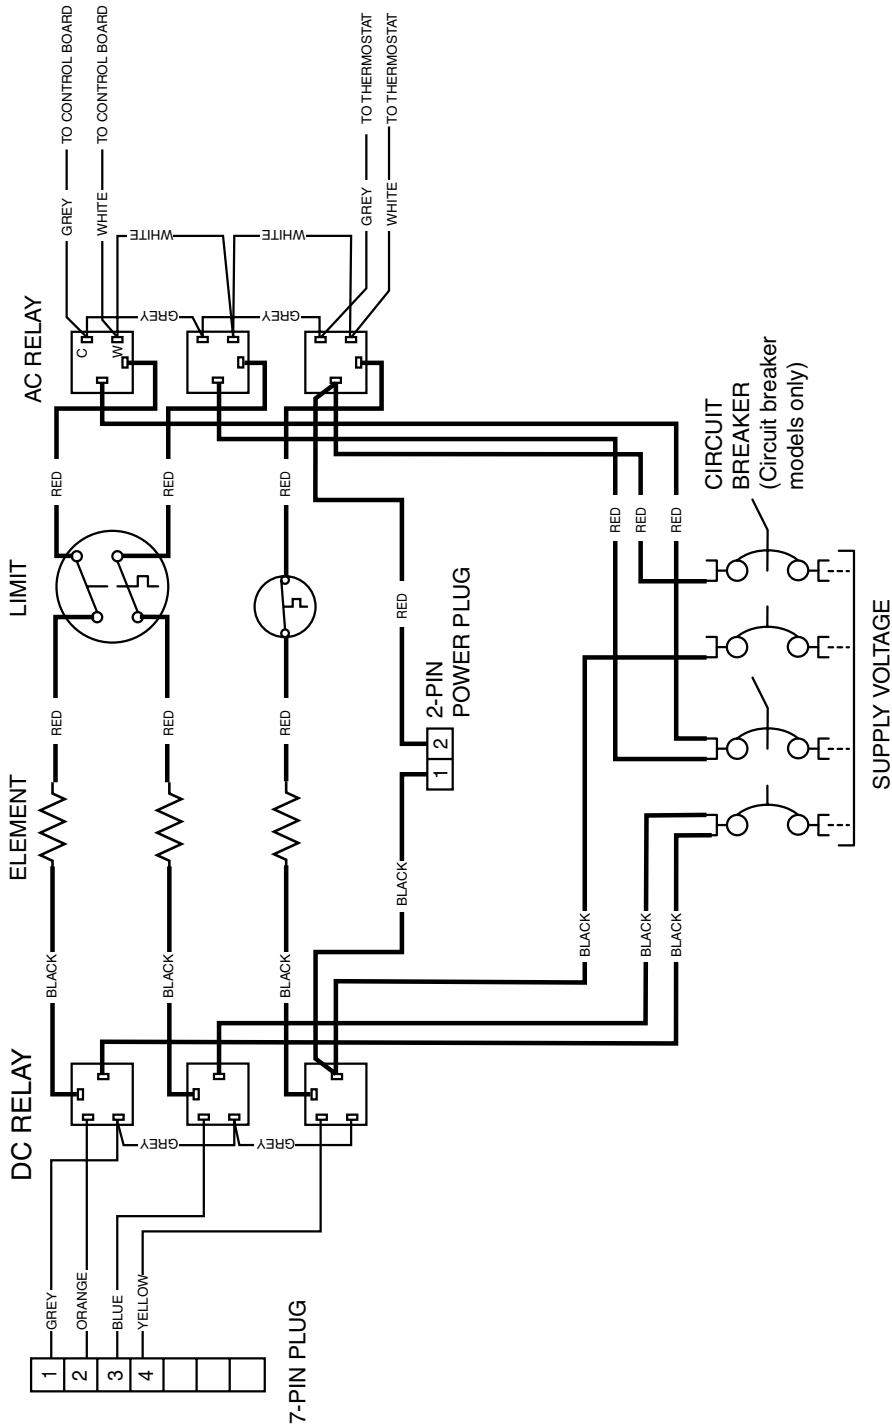 DC RELAY
ELEMENT
LIMIT
AC RELAY
1
GREY
BLACK
RED
RED
GREY
TO CONTROL BOARD
2
ORANGE
C
WHITE
TO CONTROL BOARD
3
BLUE
W
4
YELLOW
GREY
GREY
WHITE
BLACK
RED
RED
GREY
GREY
WHITE
BLACK
RED
RED
7-PIN PLUG
GREY
TO THERMOSTAT
WHITE
TO THERMOSTAT
BLACK
RED
2-PIN
POWER PLUG
1
2
BLACK
RED
BLACK
RED
BLACK
RED
CIRCUIT
BREAKER
(Circuit breaker
models only)
SUPPLY VOLTAGE